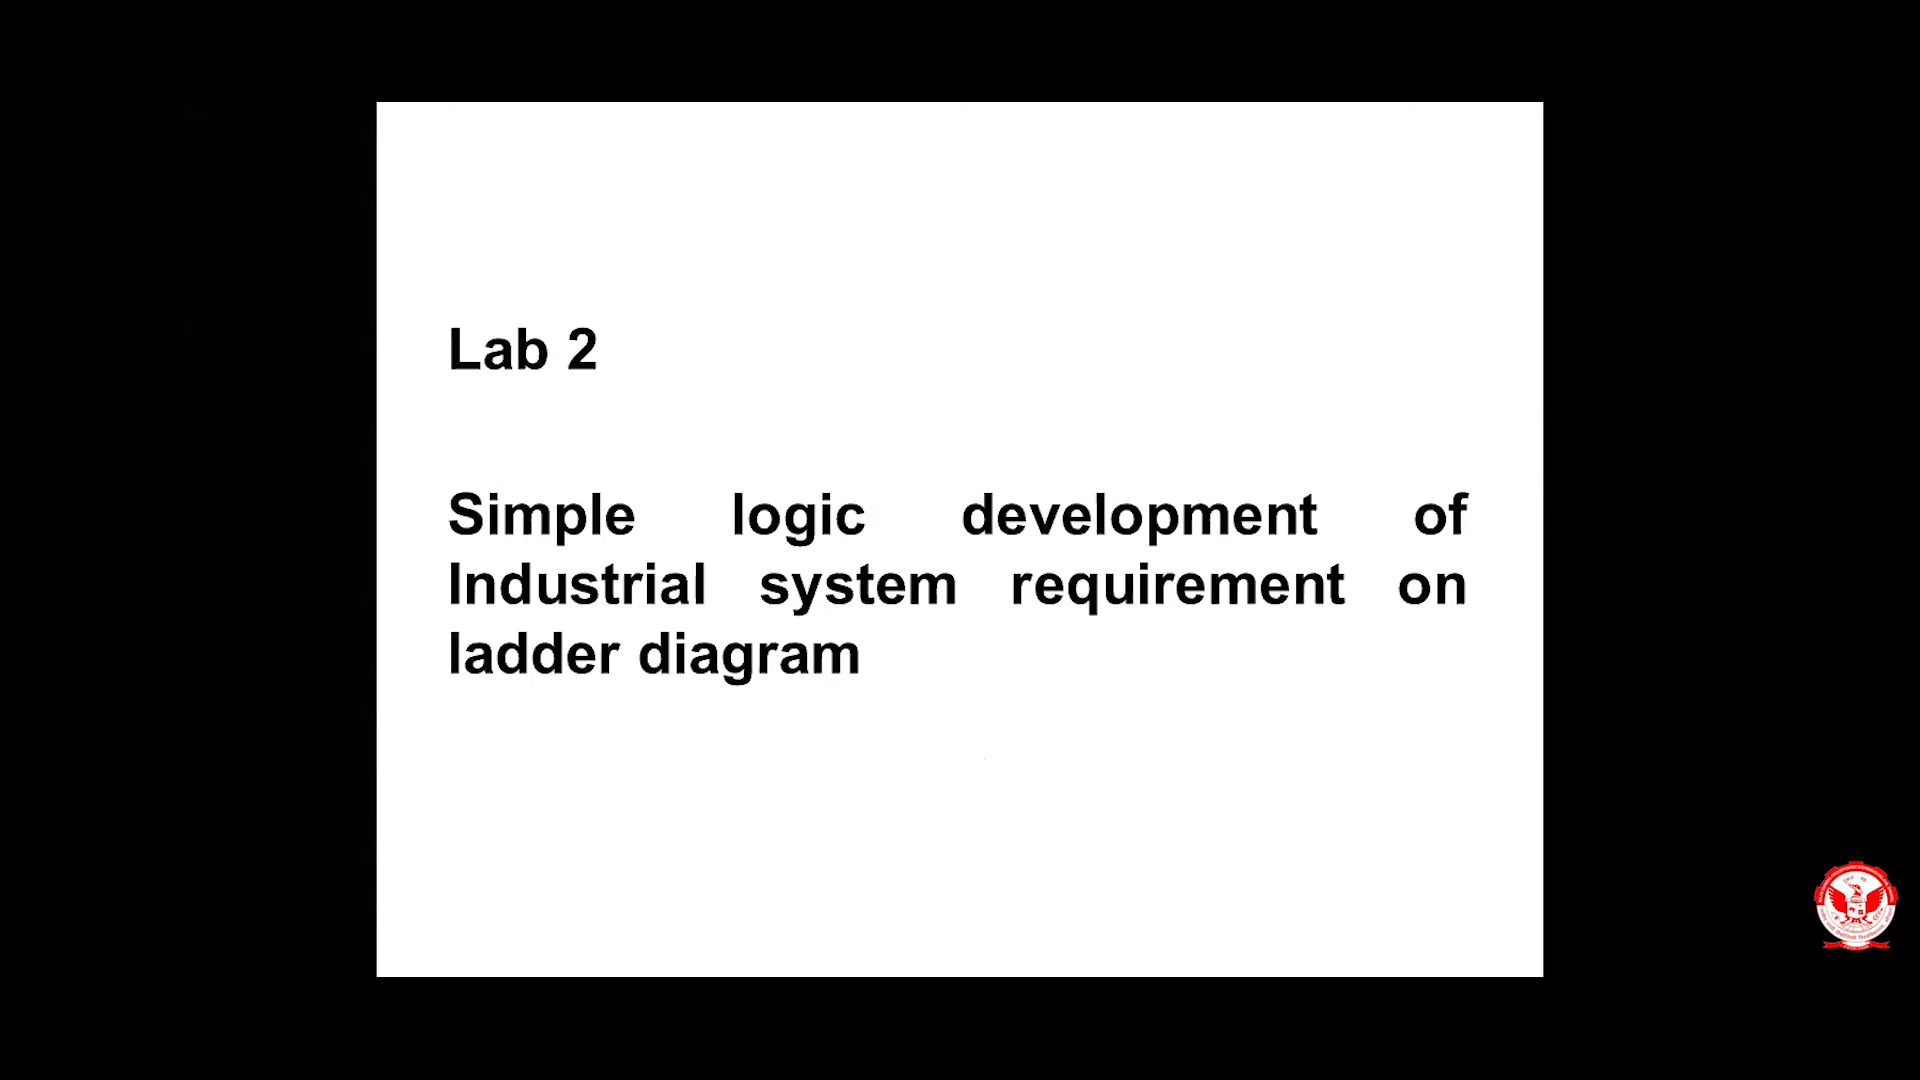 Lab 2
Simple logic development of
Industrial system requirement on
ladder diagram